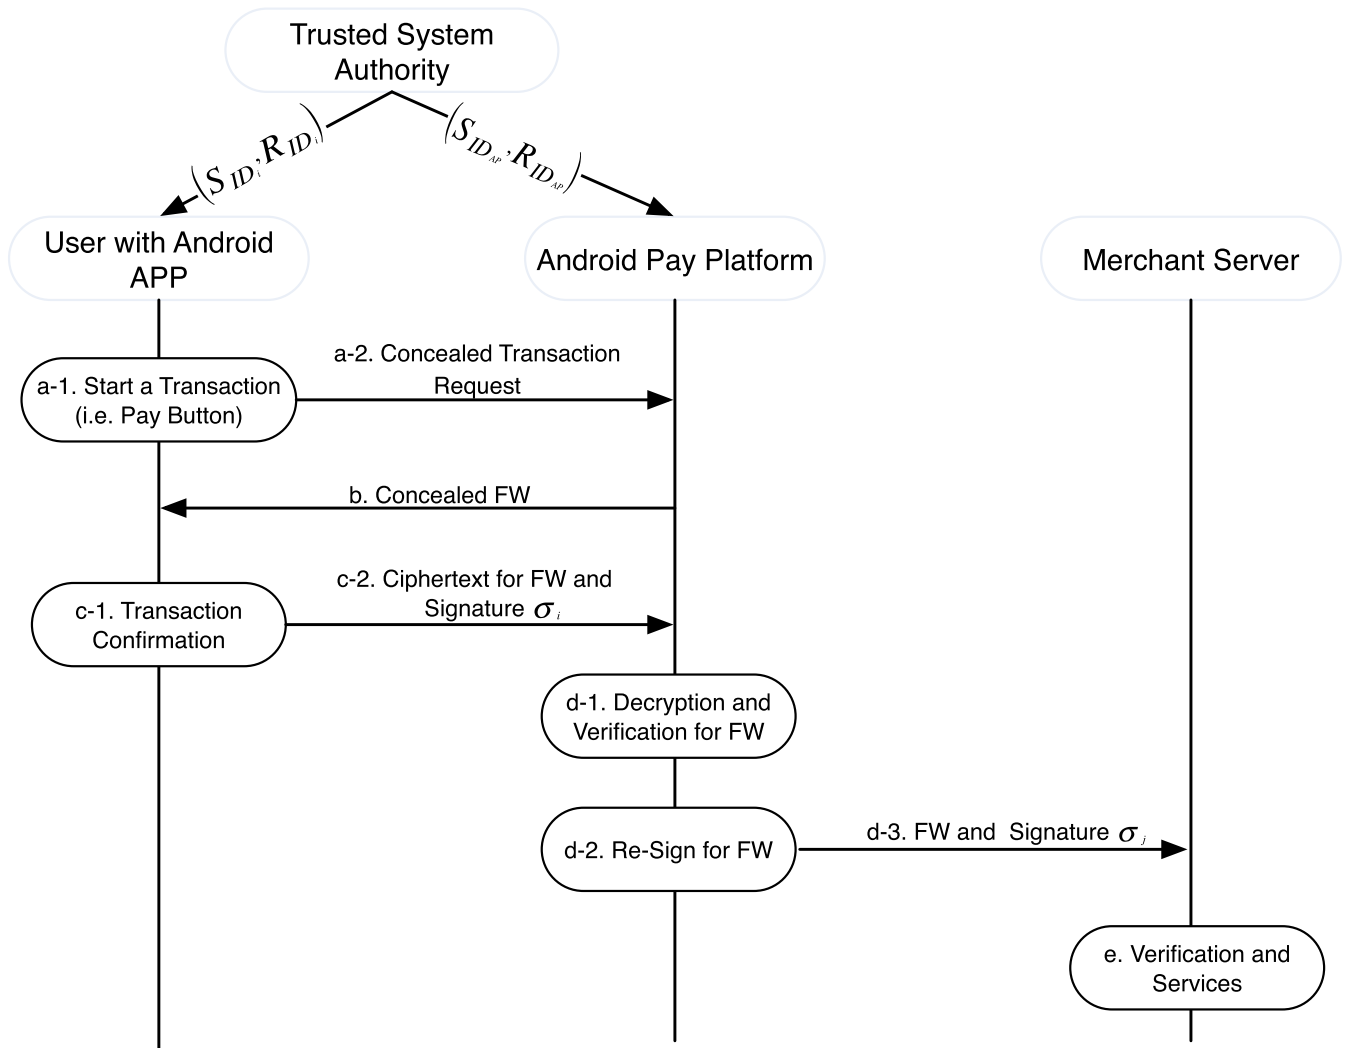 Trusted System
Authority
(S_{ID_i}, R_{ID_i})
(S_{ID_{AP}}, R_{ID_{AP}})
User with Android
APP
Android Pay Platform
Merchant Server
a-1. Start a Transaction
(i.e. Pay Button)
a-2. Concealed Transaction
Request
b. Concealed FW
c-1. Transaction
Confirmation
c-2. Ciphertext for FW and
Signature σ_i
d-1. Decryption and
Verification for FW
d-2. Re-Sign for FW
d-3. FW and Signature σ_j
e. Verification and
Services